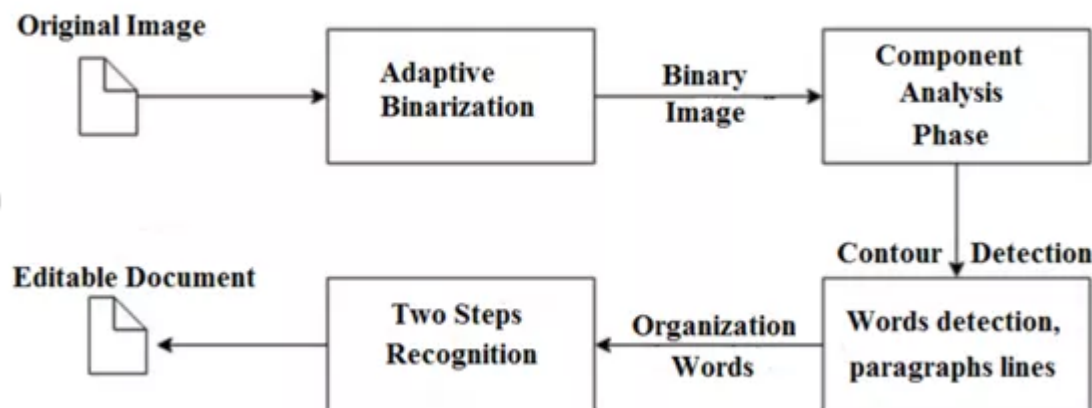 Original Image
Adaptive
Binarization
Binary
Image
Component
Analysis
Phase
Contour Detection
Words detection,
paragraphs lines
Organization
Words
Two Steps
Recognition
Editable Document